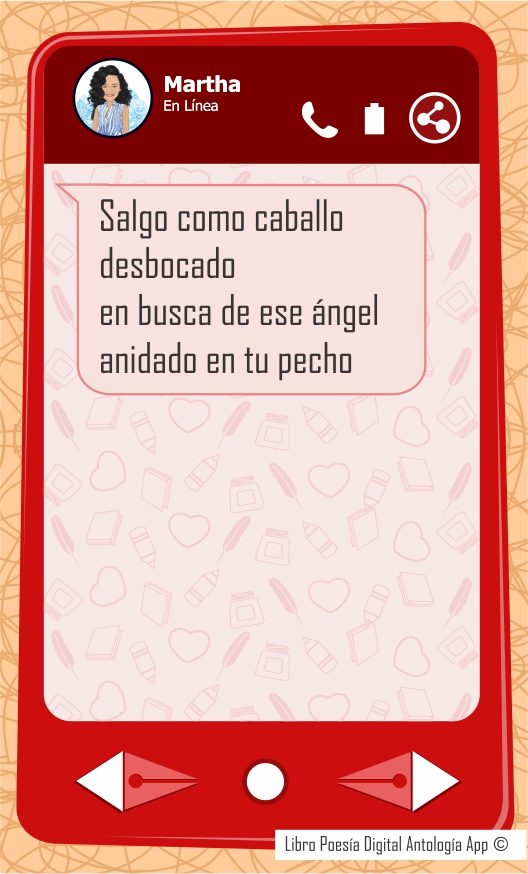 Martha
En Línea
Salgo como caballo
desbocado
en busca de ese ángel
anidado en tu pecho
Libro Poesía Digital Antología App ©